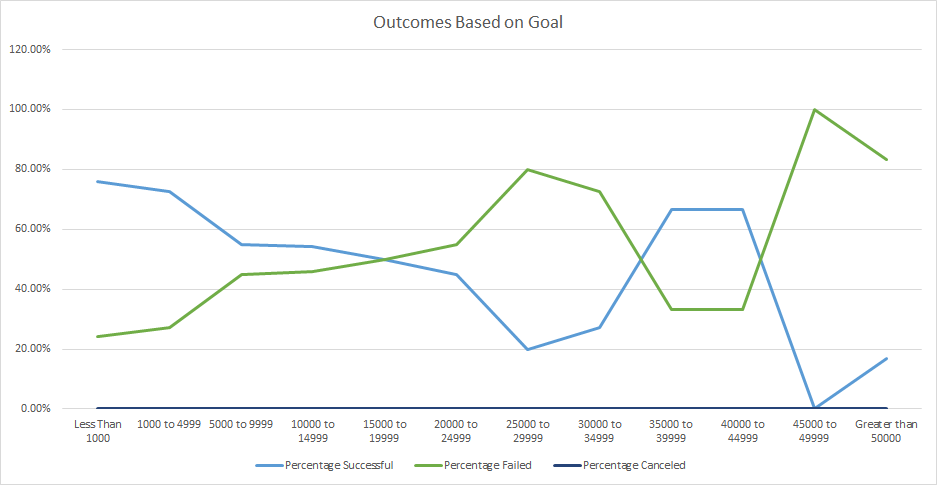 Outcomes Based on Goal
120.00%
100.00%
80.00%
60.00%
40.00%
20.00%
0.00%
Less Than
1000
1000 to 4999
5000 to 9999
10000 to
14999
15000 to
19999
20000 to
24999
25000 to
29999
30000 to
34999
35000 to
39999
40000 to
44999
45000 to
49999
Greater than
50000
Percentage Successful
Percentage Failed
Percentage Canceled